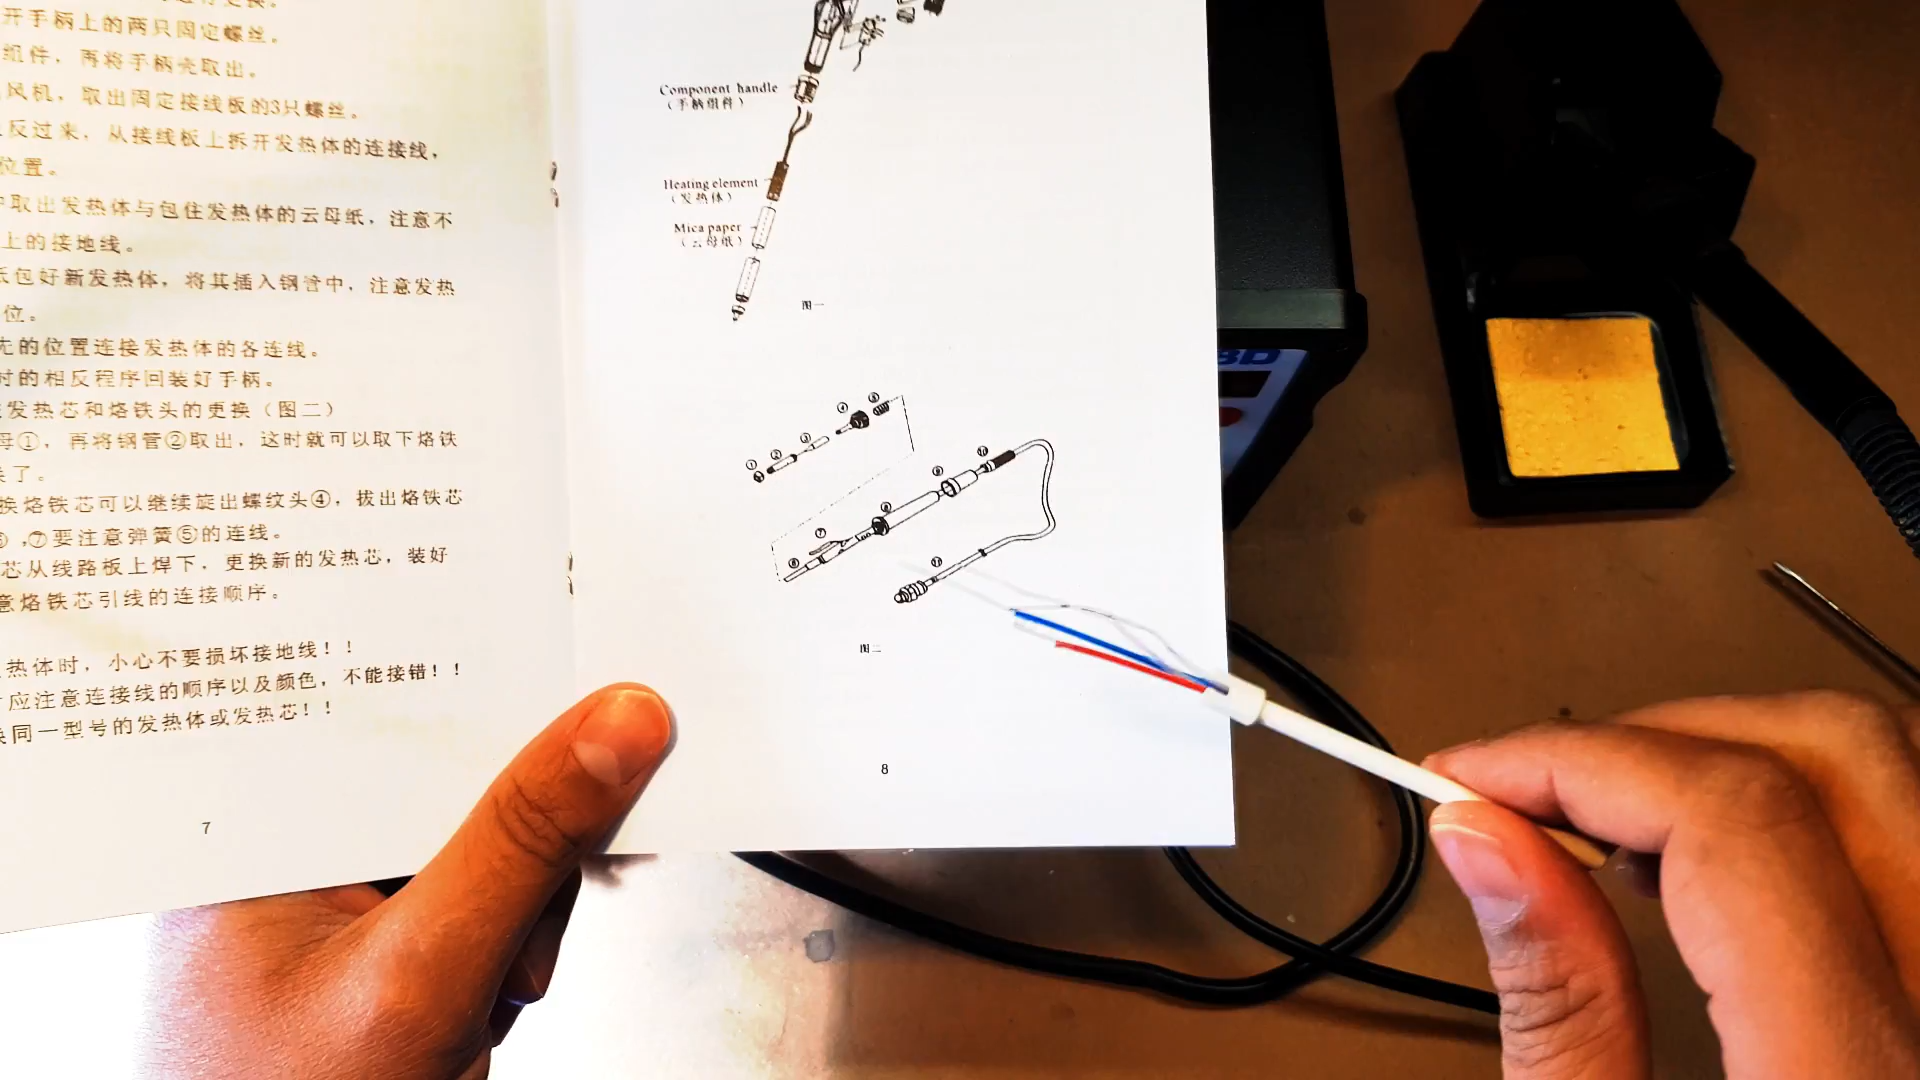 开手柄上的两只固定螺丝。
组件，再将手柄壳取出。
风机，取出固定接线板的3只螺丝。
反过来，从接线板上拆开发热体的连接线，
位置。
中取出发热体与包住发热体的云母纸，注意不
上的接地线。
纸包好新发热体，将其插入钢管中，注意发热
位。
先的位置连接发热体的各连线。
时的相反程序回装好手柄。
发热芯和烙铁头的更换（图二）
母①，再将钢管②取出，这时就可以取下烙铁
了。
换烙铁芯可以继续旋出螺纹头④，拔出烙铁芯
，⑦要注意弹簧⑤的连线。
芯从线路板上焊下，更换新的发热芯，装好
意烙铁芯引线的连接顺序。
热体时，小心不要损坏接地线！！
应注意连接线的顺序以及颜色，不能接错！！
换同一型号的发热体或发热芯！！
7
Component handle
（手柄组件）
Heating element
（发热体）
Mica paper
（云母纸）
图一
⑤
④
③
②
①
⑩
⑨
⑧
⑦
⑥
⑪
图二
8
BD